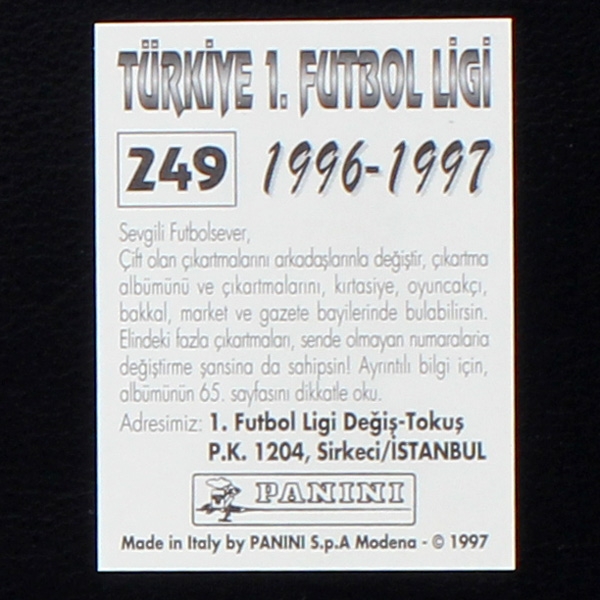 TÜRKİYE 1. FUTBOL LİGİ
249 1996-1997
Sevgili Futbolsever,
Çift olan çıkartmalarını arkadaşlarınla değiştir, çıkartma
albümünü ve çıkartmalarını, kırtasiye, oyuncakçı,
bakkal, market ve gazete bayilerinde bulabilirsin.
Elindeki fazla çıkartmaları, sende olmayan numaralarla
değiştirme şansına da sahipsin! Ayrıntılı bilgi için,
albümünün 65. sayfasını dikkatle oku.
Adresimiz: 1. Futbol Ligi Değiş-Tokuş
P.K. 1204, Sirkeci/İSTANBUL
PANINI
Made in Italy by PANINI S.p.A Modena - © 1997